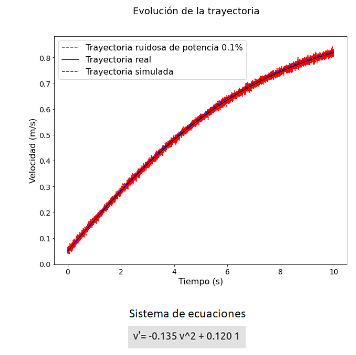 Evolución de la trayectoria
Trayectoria ruidosa de potencia 0.1%
Trayectoria real
Trayectoria simulada
0.8
0.7
0.6
0.5
0.4
0.3
0.2
0.1
0.0
Velocidad (m/s)
0 2 4 6 8 10
Tiempo (s)
Sistema de ecuaciones
v'= -0.135 v^2 + 0.120 1